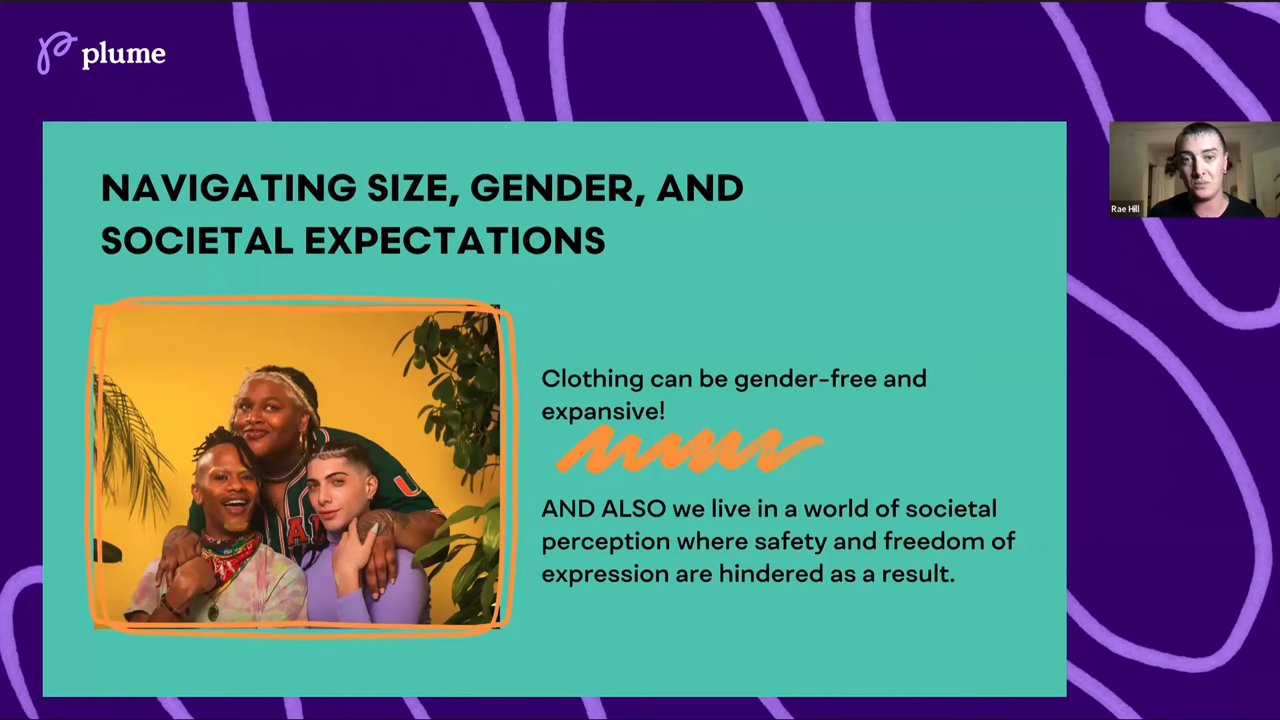 plume
NAVIGATING SIZE, GENDER, AND
SOCIETAL EXPECTATIONS
Rae Hill
Clothing can be gender-free and
expansive!
AND ALSO we live in a world of societal
perception where safety and freedom of
expression are hindered as a result.